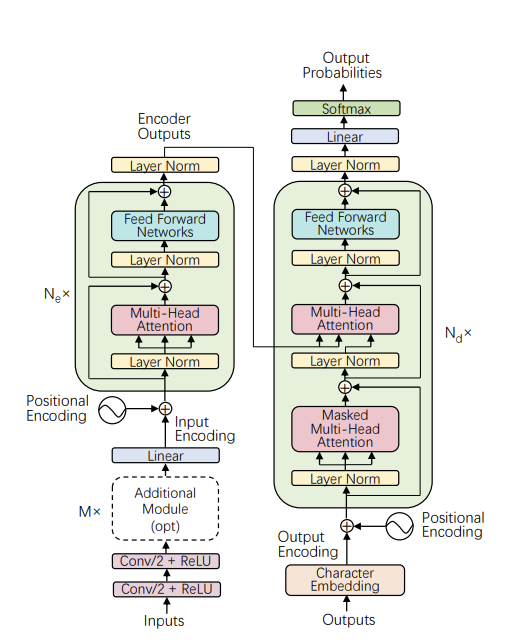 Output
Probabilities
Softmax
Linear
Layer Norm
Feed Forward
Networks
Layer Norm
Multi-Head
Attention
N_d×
Layer Norm
Masked
Multi-Head
Attention
Layer Norm
Positional
Encoding
Output
Encoding
Character
Embedding
Outputs
Encoder
Outputs
Layer Norm
Feed Forward
Networks
Layer Norm
N_e×
Multi-Head
Attention
Layer Norm
Positional
Encoding
Input
Encoding
Linear
M×
Additional
Module
(opt)
Conv/2 + ReLU
Conv/2 + ReLU
Inputs